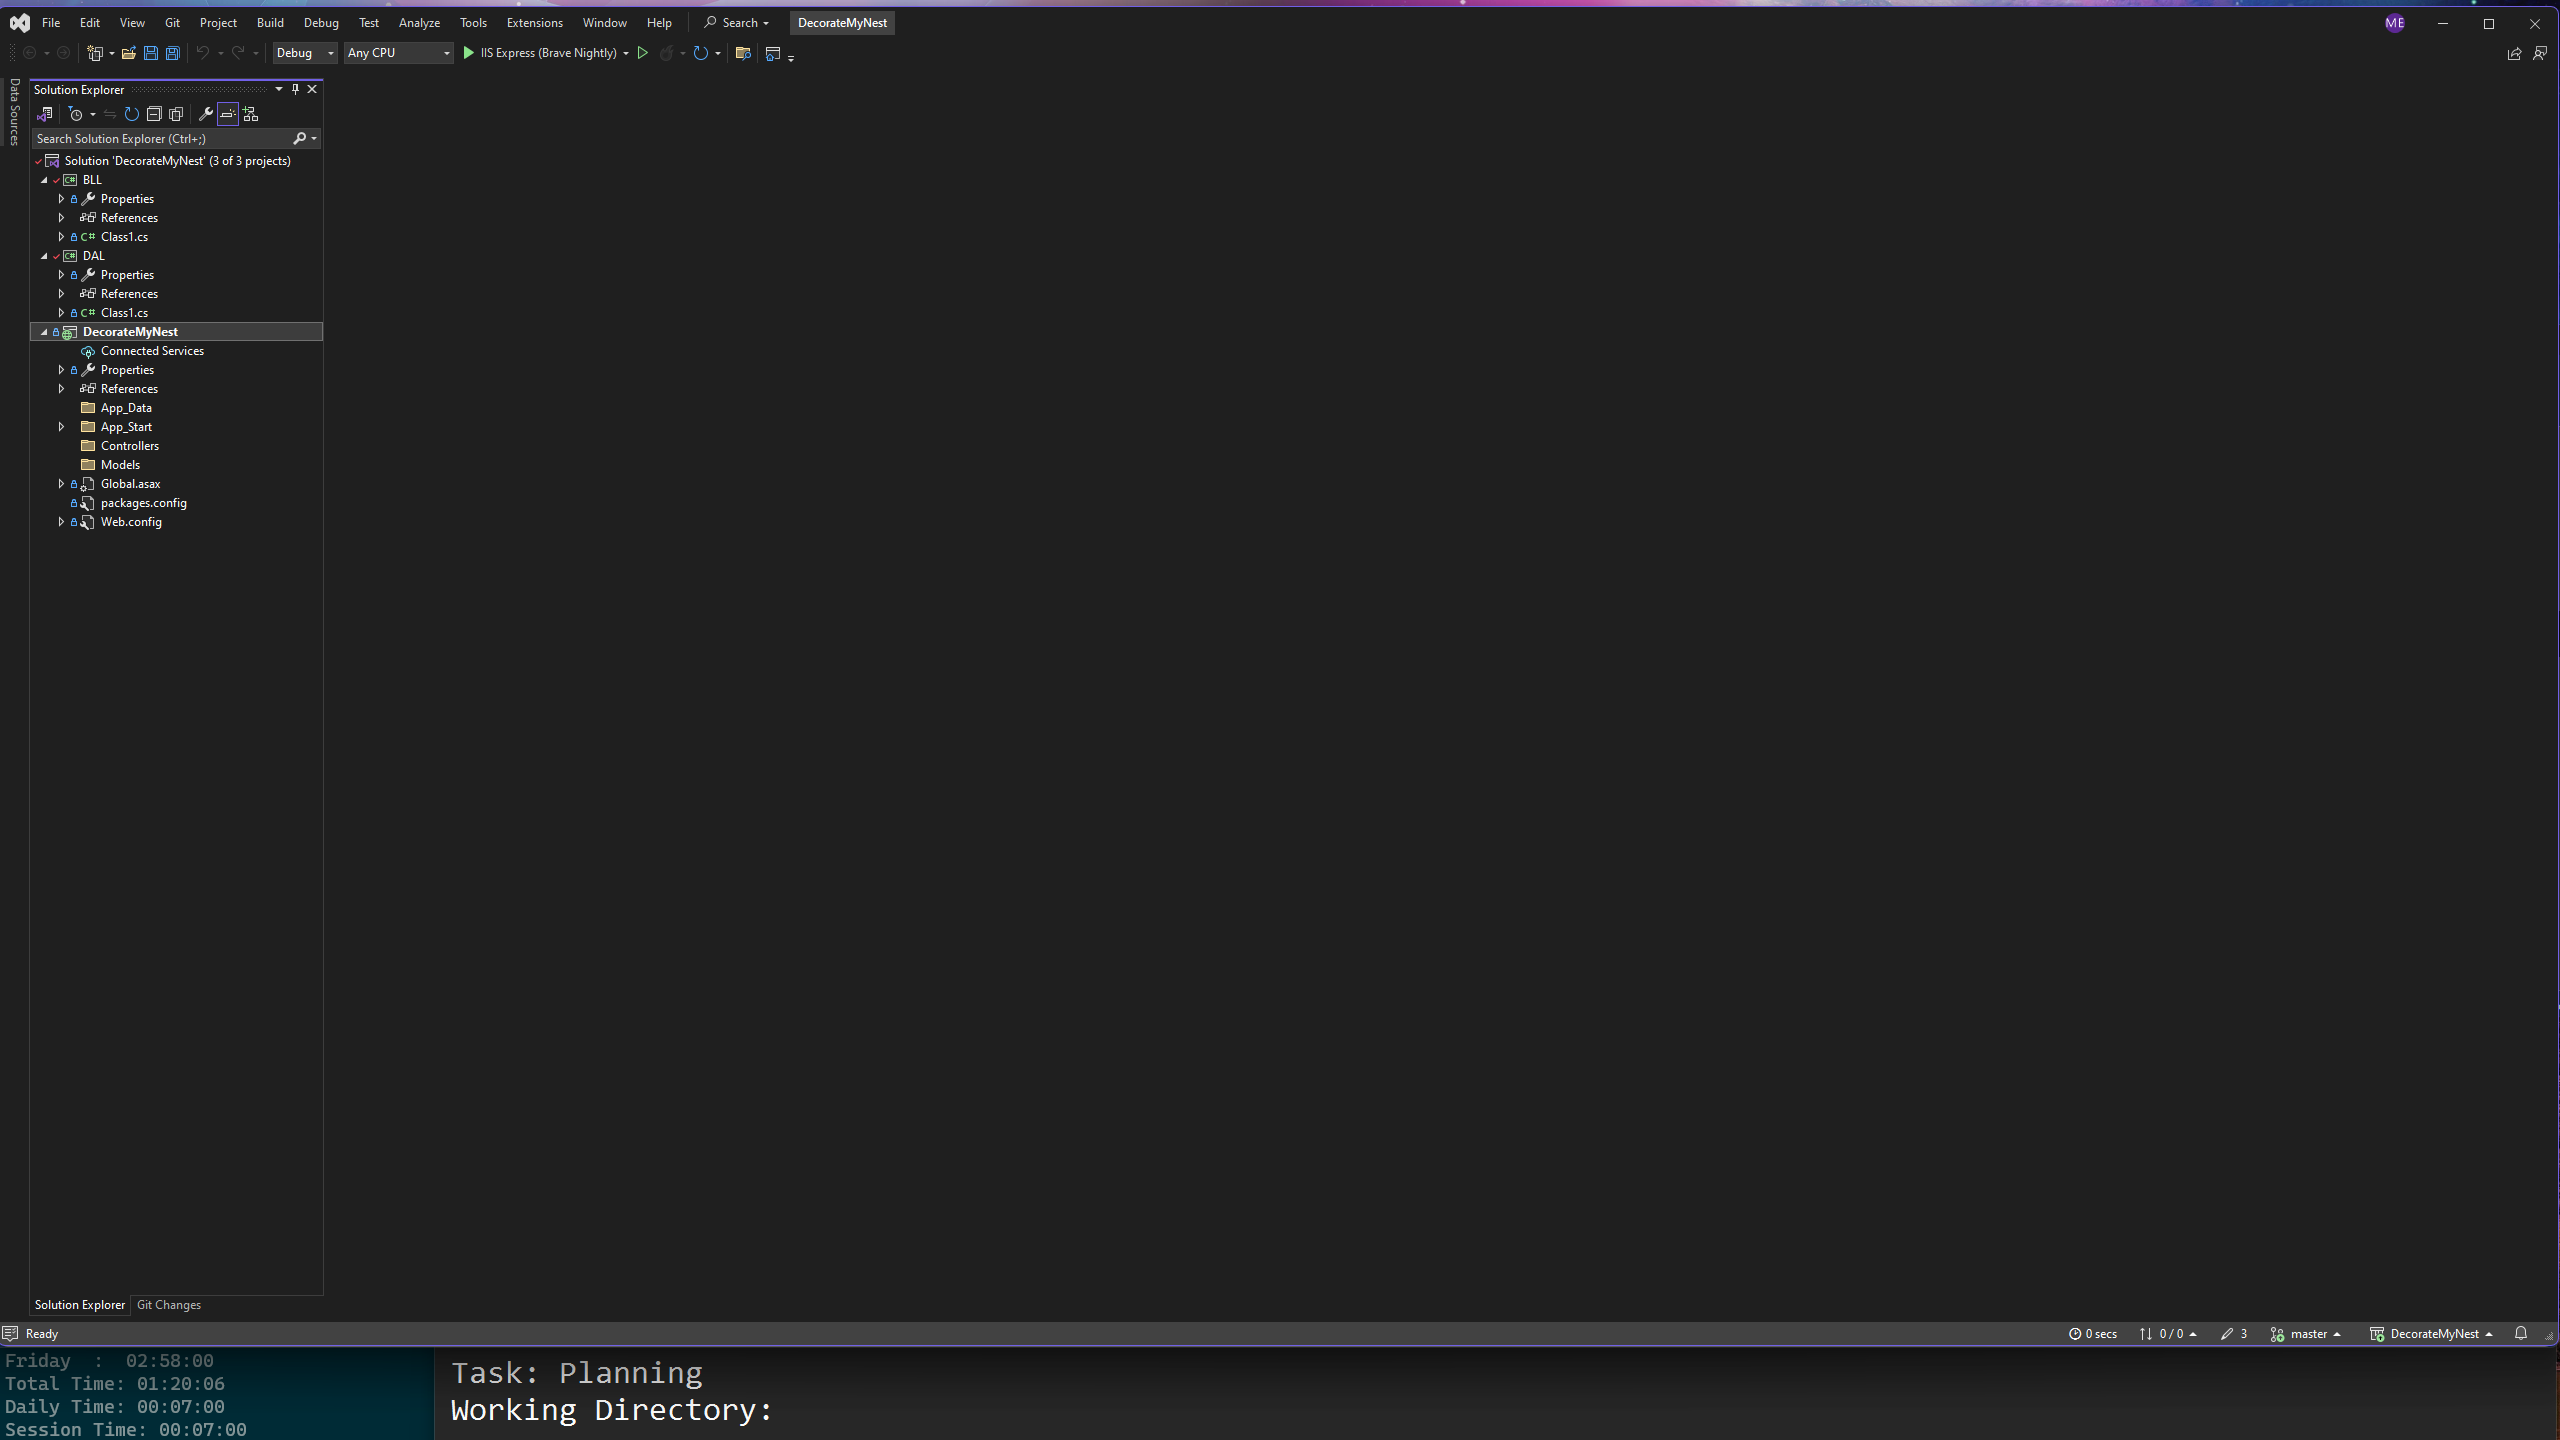 File Edit View Git Project Build Debug Test Analyze Tools Extensions Window Help Search DecorateMyNest ME
Debug Any CPU IIS Express (Brave Nightly)
Data Sources
Solution Explorer
Search Solution Explorer (Ctrl+;)
Solution 'DecorateMyNest' (3 of 3 projects)
C# BLL
Properties
References
C# Class1.cs
C# DAL
Properties
References
C# Class1.cs
DecorateMyNest
Connected Services
Properties
References
App_Data
App_Start
Controllers
Models
Global.asax
packages.config
Web.config
Solution Explorer Git Changes
Ready 0 secs 0 / 0 3 master DecorateMyNest
Friday : 02:58:00
Total Time: 01:20:06
Daily Time: 00:07:00
Session Time: 00:07:00
Task: Planning
Working Directory: